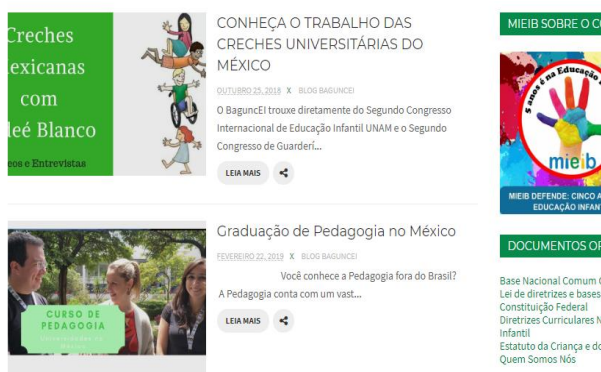 Creches
exicanas
com
leé Blanco
eos e Entrevistas
CONHEÇA O TRABALHO DAS
CRECHES UNIVERSITÁRIAS DO
MÉXICO
OUTUBRO 25, 2018 X BLOG BAGUNCEI
O BaguncEI trouxe diretamente do Segundo Congresso
Internacional de Educação Infantil UNAM e o Segundo
Congresso de Guarderí...
LEIA MAIS
CURSO DE
PEDAGOGIA
Graduação de Pedagogia no México
FEVEREIRO 22, 2019 X BLOG BAGUNCEI
Você conhece a Pedagogia fora do Brasil?
A Pedagogia conta com um vast...
LEIA MAIS
MIEIB SOBRE O C
5 anos é na Educação
mieib
MIEIB DEFENDE: CINCO A
EDUCAÇÃO INFAN
DOCUMENTOS O
Base Nacional Comum
Lei de diretrizes e bases
Constituição Federal
Diretrizes Curriculares N
Infantil
Estatuto da Criança e do
Quem Somos Nós